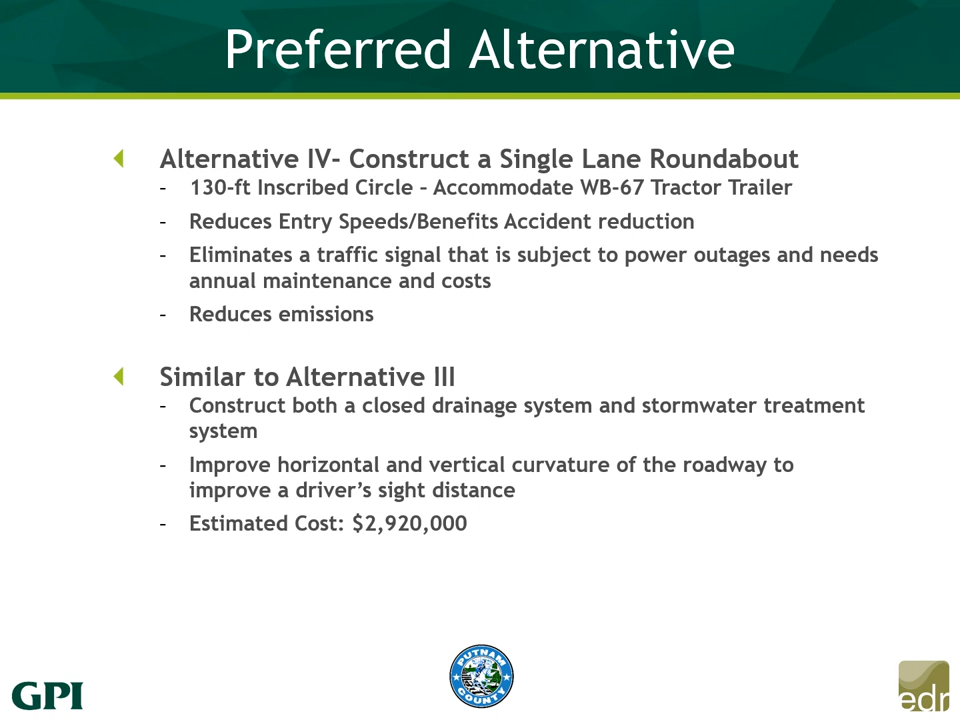 Preferred Alternative
Alternative IV- Construct a Single Lane Roundabout
- 130-ft Inscribed Circle – Accommodate WB-67 Tractor Trailer
- Reduces Entry Speeds/Benefits Accident reduction
- Eliminates a traffic signal that is subject to power outages and needs
annual maintenance and costs
- Reduces emissions
Similar to Alternative III
- Construct both a closed drainage system and stormwater treatment
system
- Improve horizontal and vertical curvature of the roadway to
improve a driver’s sight distance
- Estimated Cost: $2,920,000
GPI
PUTNAM
COUNTY
edr